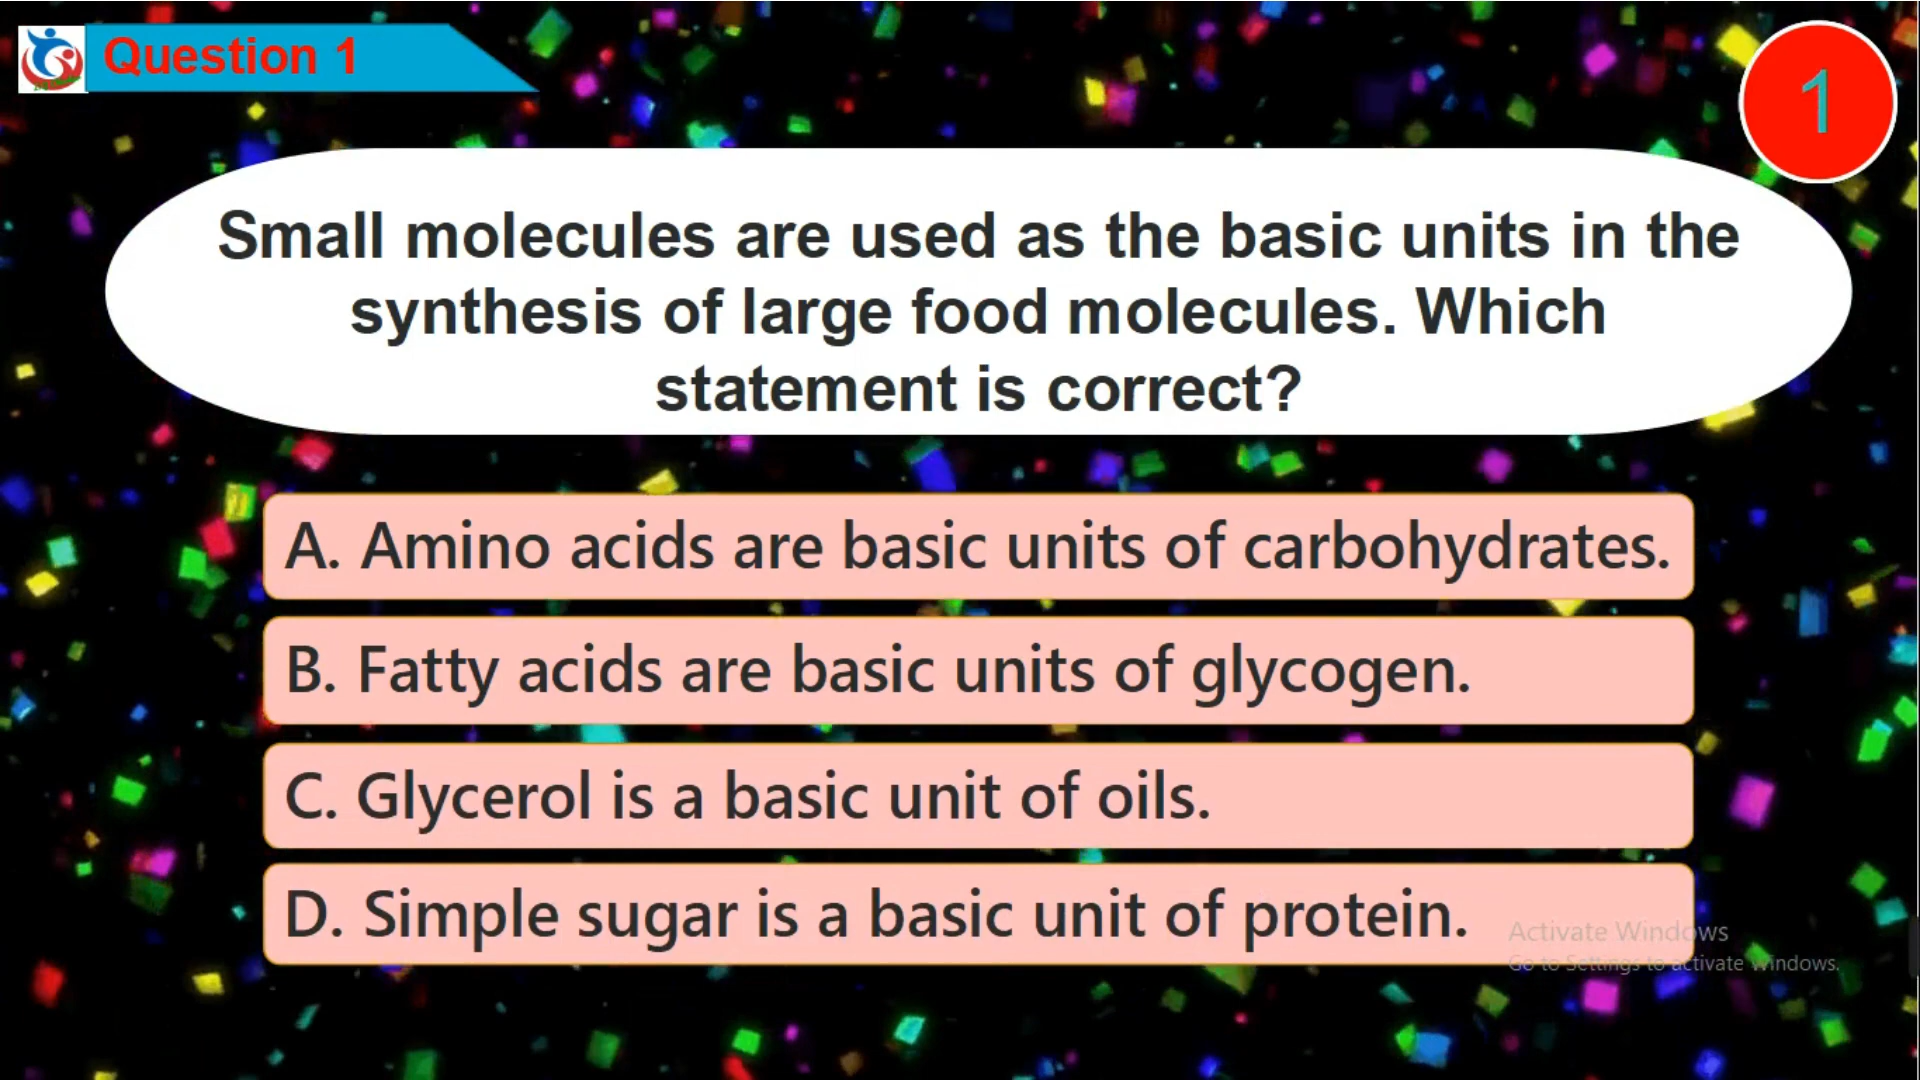 Question 1
1
Small molecules are used as the basic units in the
synthesis of large food molecules. Which
statement is correct?
A. Amino acids are basic units of carbohydrates.
B. Fatty acids are basic units of glycogen.
C. Glycerol is a basic unit of oils.
D. Simple sugar is a basic unit of protein.
Activate Windows
Go to Settings to activate Windows.